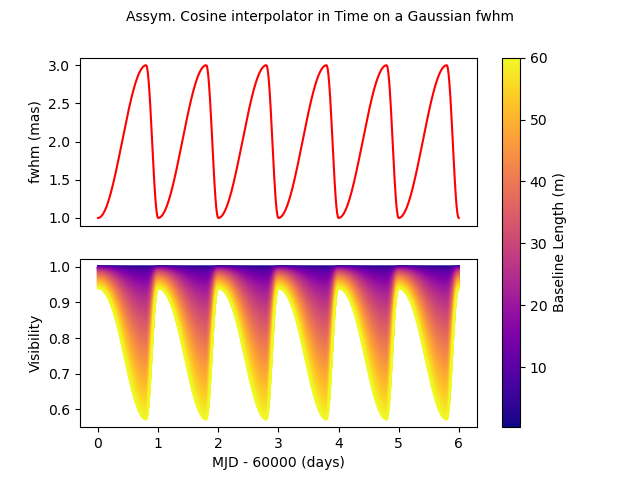 Assym. Cosine interpolator in Time on a Gaussian fwhm
3.0
2.5
2.0
1.5
1.0
fwhm (mas)
1.0
0.9
0.8
0.7
0.6
Visibility
0 1 2 3 4 5 6
MJD - 60000 (days)
60
50
40
30
20
10
Baseline Length (m)